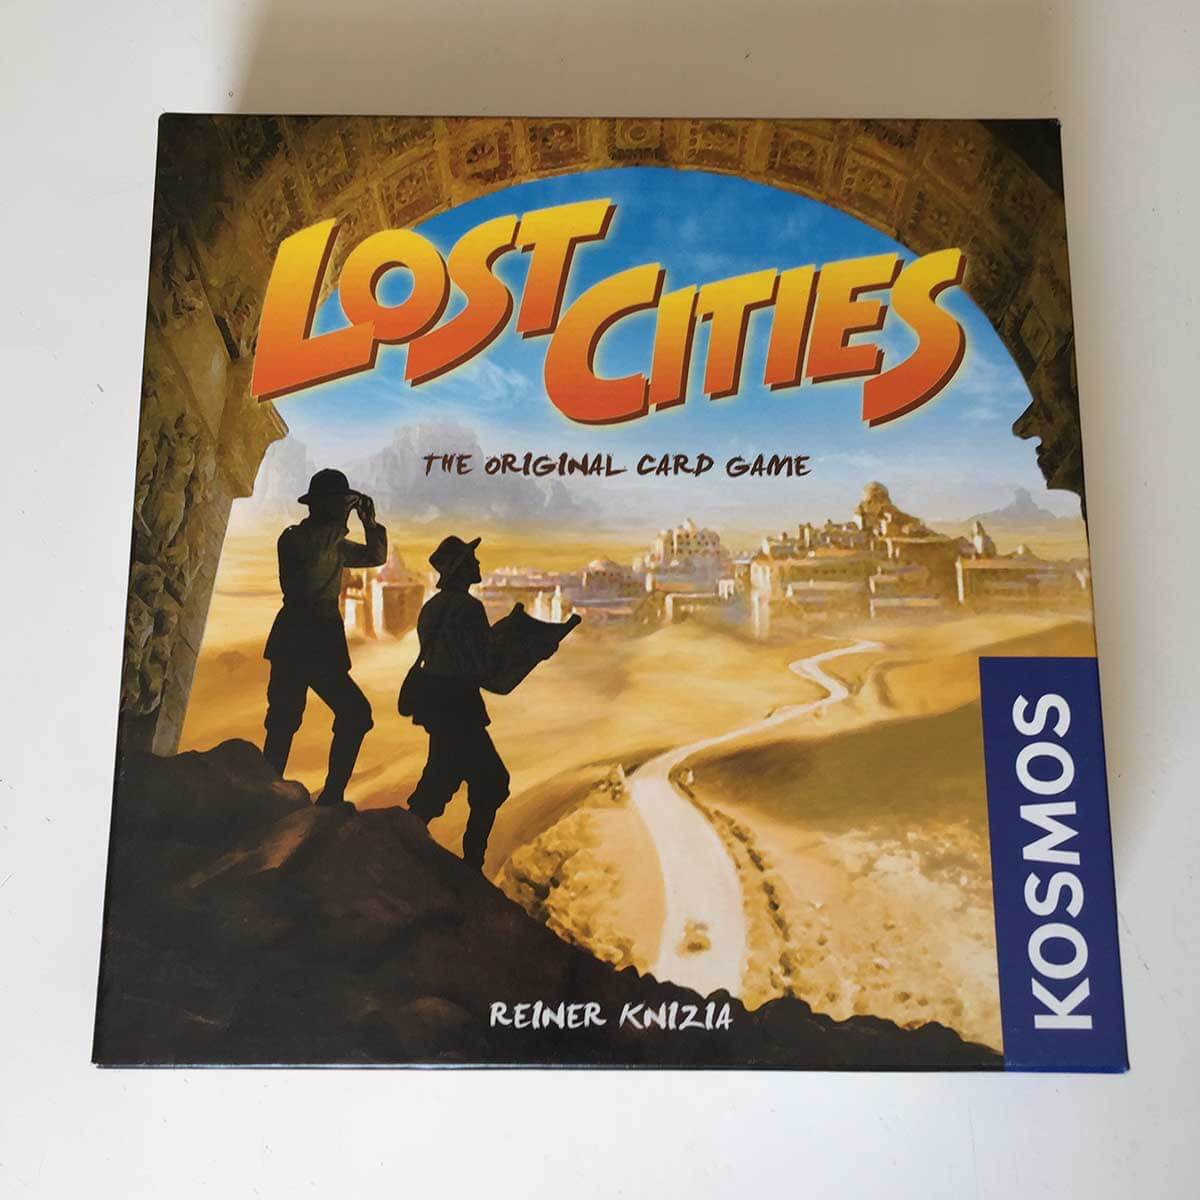 LOST CITIES
THE ORIGINAL CARD GAME
KOSMOS
REINER KNIZIA